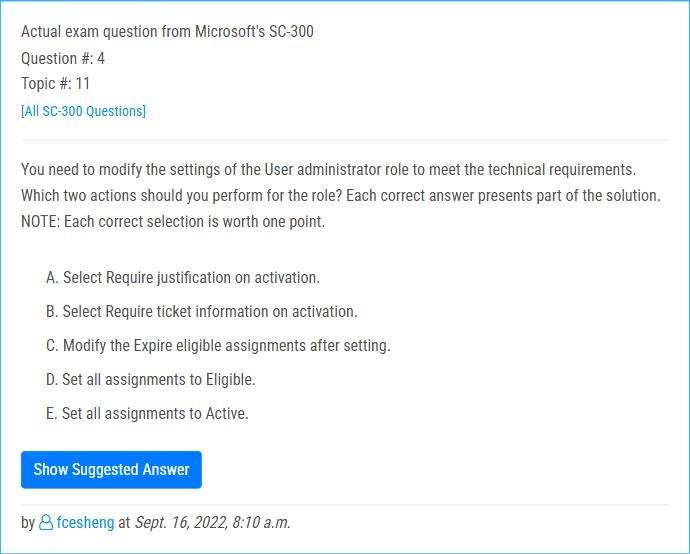 Actual exam question from Microsoft's SC-300
Question #: 4
Topic #: 11
[All SC-300 Questions]
You need to modify the settings of the User administrator role to meet the technical requirements.
Which two actions should you perform for the role? Each correct answer presents part of the solution.
NOTE: Each correct selection is worth one point.
A. Select Require justification on activation.
B. Select Require ticket information on activation.
C. Modify the Expire eligible assignments after setting.
D. Set all assignments to Eligible.
E. Set all assignments to Active.
Show Suggested Answer
by fcesheng at Sept. 16, 2022, 8:10 a.m.